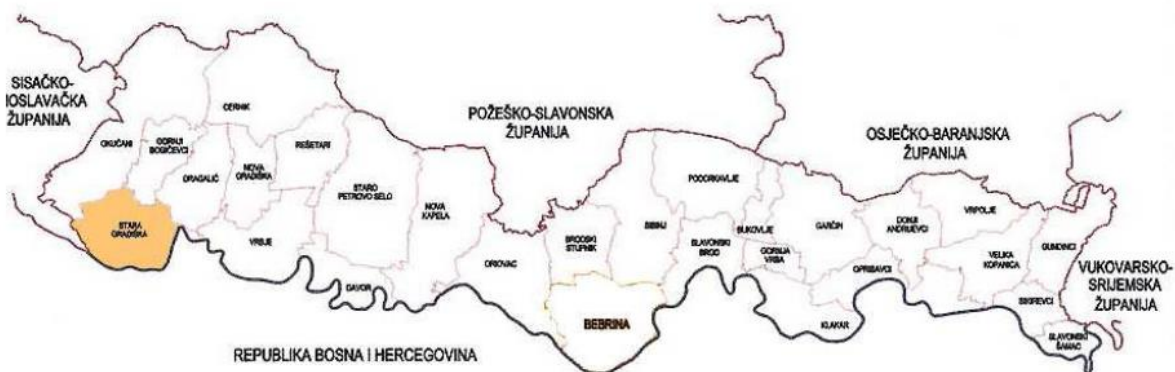 SISAČKO-
MOSLAVAČKA
ŽUPANIJA
POŽEŠKO-SLAVONSKA
ŽUPANIJA
OSJEČKO-BARANJSKA
ŽUPANIJA
VUKOVARSKO-
SRIJEMSKA
ŽUPANIJA
REPUBLIKA BOSNA I HERCEGOVINA
OKUČANI
GORNJI
BOGIĆEVCI
CERNIK
DRAGALIĆ
NOVA
GRADIŠKA
REŠETARI
STARA
GRADIŠKA
VRBJE
STARO
PETROVO SELO
DAVOR
NOVA
KAPELA
ORIOVAC
BRODSKI
STUPNIK
BEBRINA
SIBINJ
PODCRKAVLJE
SLAVONSKI
BROD
BUKOVLJE
GORNJA
VRBA
GARČIN
KLAKAR
OPRISAVCI
DONJI
ANDRIJEVCI
VRPOLJE
VELIKA
KOPANICA
GUNDINCI
SIKIREVCI
SLAVONSKI
ŠAMAC